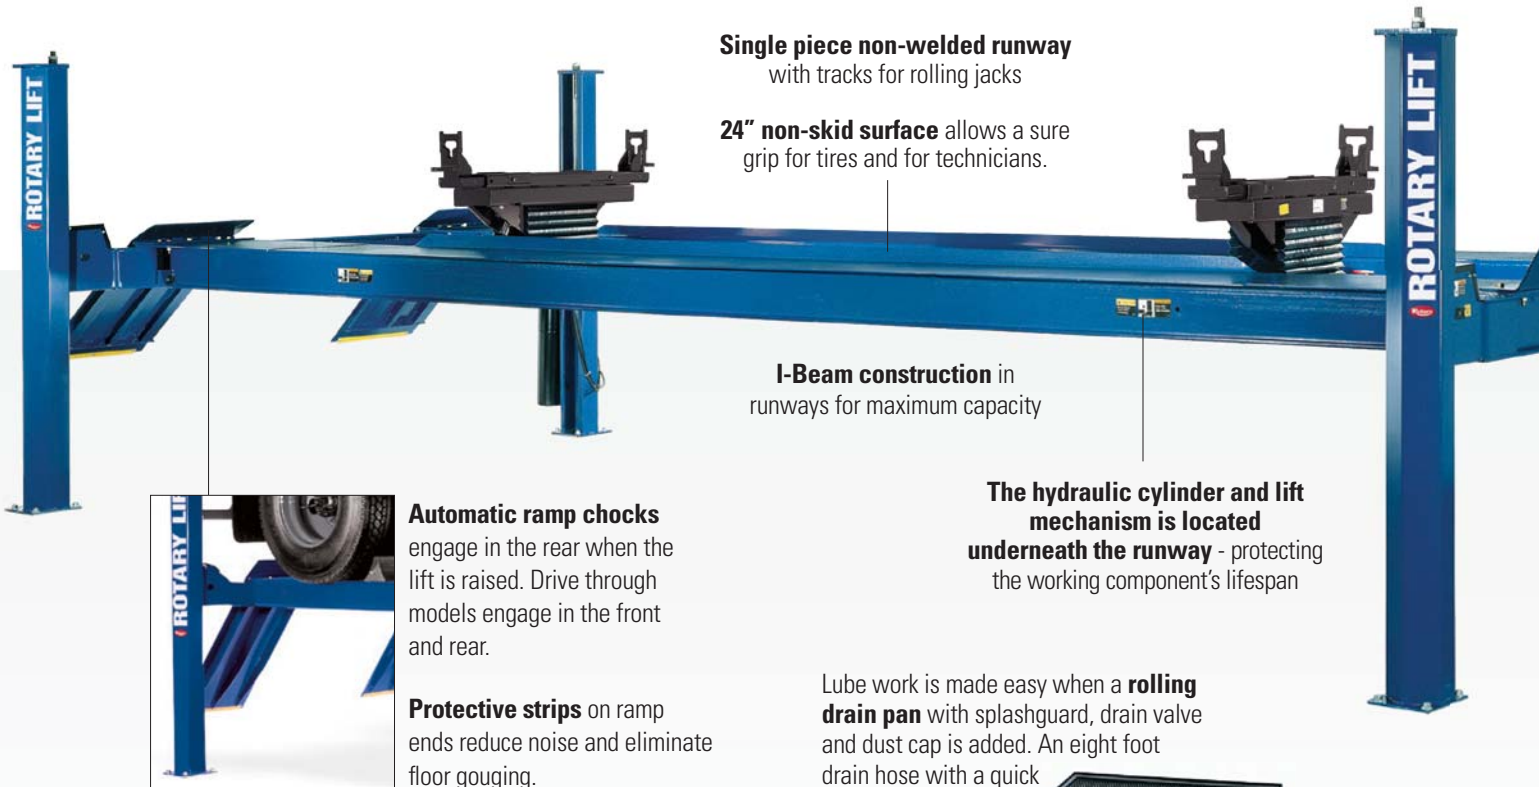 ROTARY LIFT
ROTARY LIFT
Single piece non-welded runway
with tracks for rolling jacks
24” non-skid surface allows a sure
grip for tires and for technicians.
I-Beam construction in
runways for maximum capacity
The hydraulic cylinder and lift
mechanism is located
underneath the runway - protecting
the working component’s lifespan
ROTARY LIF
Automatic ramp chocks
engage in the rear when the
lift is raised. Drive through
models engage in the front
and rear.
Protective strips on ramp
ends reduce noise and eliminate
floor gouging.
Lube work is made easy when a rolling
drain pan with splashguard, drain valve
and dust cap is added. An eight foot
drain hose with a quick